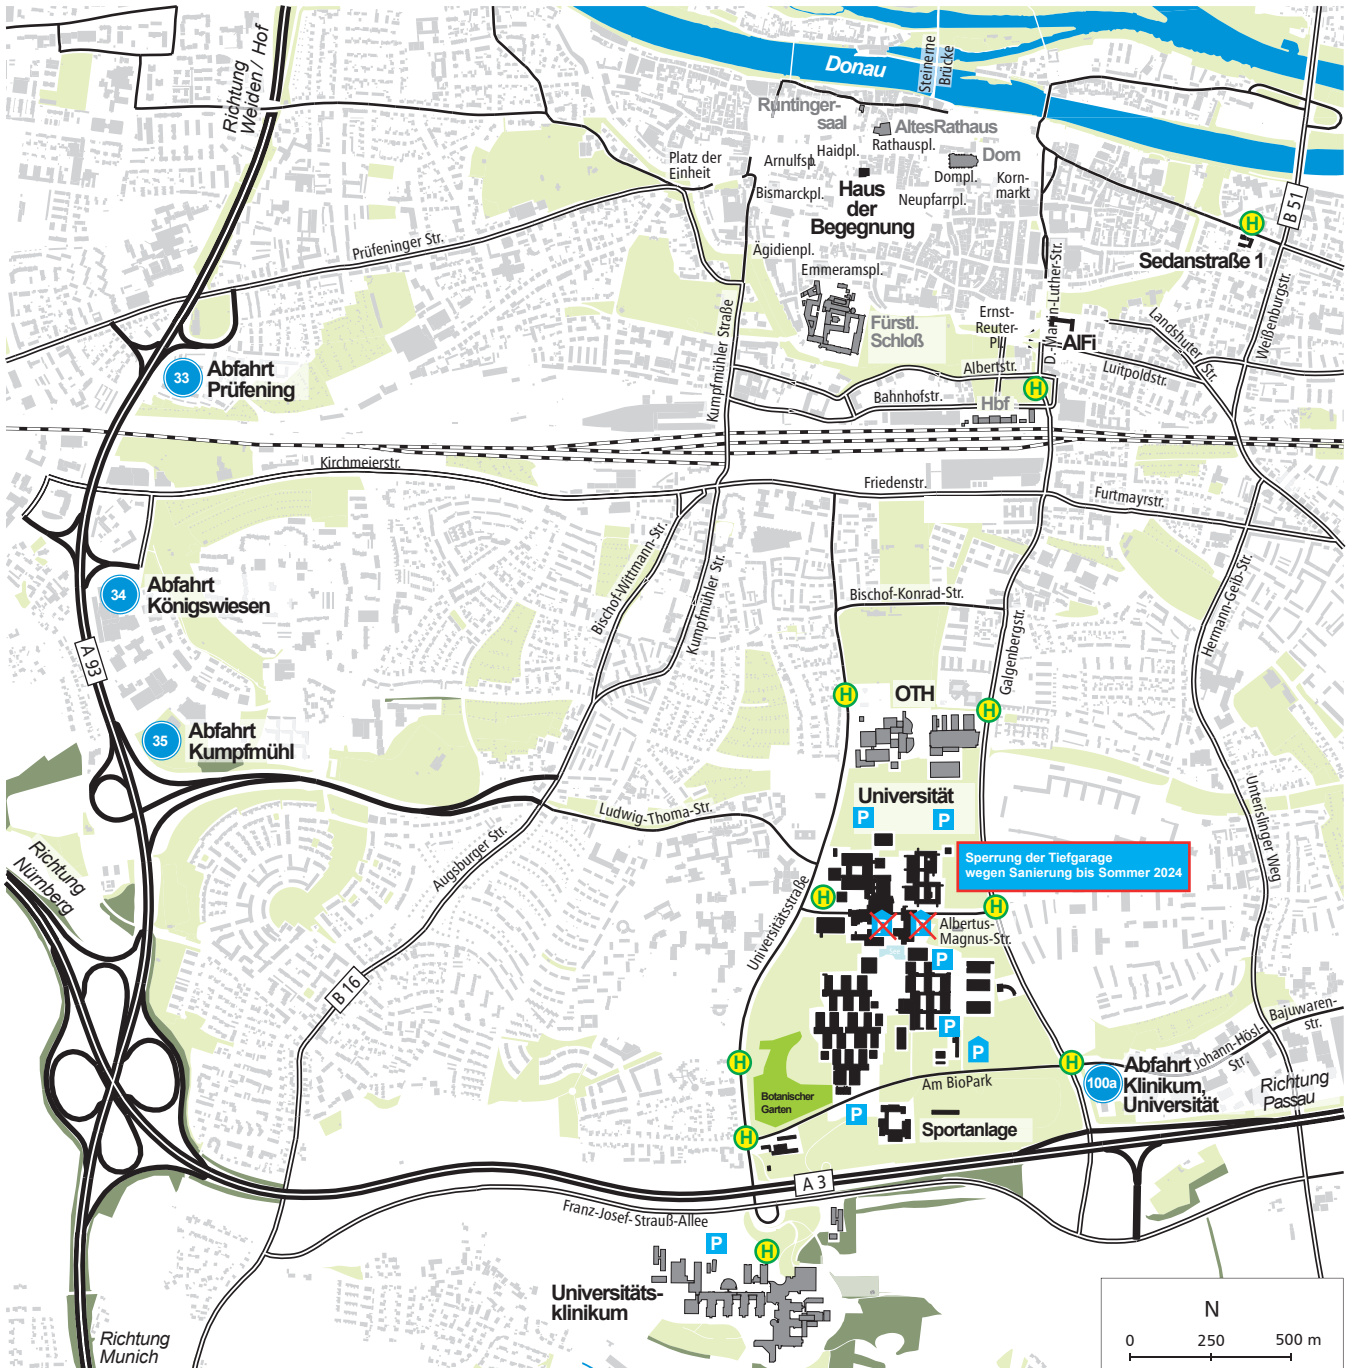 Richtung
Weiden / Hof
Donau
Steinerne
Brücke
Runtinger-
saal
AltesRathaus
Rathauspl.
Haidpl.
Arnulfsp.
Platz der
Einheit
Dom
Dompl.
Korn-
markt
Bismarckpl.
Haus
der
Begegnung
Neupfarrpl.
B 51
H
Sedanstraße 1
Prüfeninger Str.
Ägidienpl.
Emmeramspl.
D.-Martin-Luther-Str.
Weißenburgstr.
Kumpfmühler Straße
Fürstl.
Schloß
Ernst-
Reuter-
Pl.
AlFi
Landshuter Str.
Luitpoldstr.
33
Abfahrt
Prüfening
Albertstr.
Bahnhofstr.
H
Hbf
Kirchmeierstr.
Friedenstr.
Furtmayrstr.
Bischof-Wittmann-Str.
Kumpfmühler Str.
34
Abfahrt
Königswiesen
Bischof-Konrad-Str.
Galgenbergstr.
Hermann-Geib-Str.
A 93
H
OTH
H
35
Abfahrt
Kumpfmühl
Universität
P
P
Ludwig-Thoma-Str.
Unterislinger Weg
Augsburger Str.
Sperrung der Tiefgarage
wegen Sanierung bis Sommer 2024
Richtung
Nürnberg
H
H
Universitätsstraße
Albertus-
Magnus-Str.
P
B 16
P
P
Bajuwaren-
str.
Johann-Hösl-
Str.
H
H
100a
Abfahrt
Klinikum,
Universität
Richtung
Passau
Am BioPark
Botanischer
Garten
P
Sportanlage
H
A 3
Franz-Josef-Strauß-Allee
P
H
Universitäts-
klinikum
Richtung
Munich
N
0 250 500 m